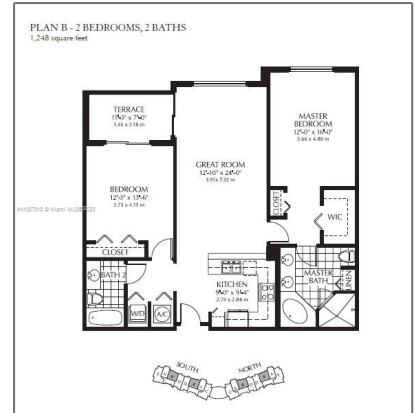 PLAN B - 2 BEDROOMS, 2 BATHS
1,248 square feet
TERRACE
11'-3" x 7'-0"
3.43 x 2.18 m
MASTER
BEDROOM
12'-0" x 16'-0"
3.66 x 4.88 m
GREAT ROOM
12'-10" x 24'-0"
3.91x 7.32 m
BEDROOM
12'-3" x 13'-6"
3.73 x 4.11 m
CLOSET
WIC
CLOSET
BATH 2
KITCHEN
9'-0" x 9'-4"
2.74 x 2.84 m
MASTER
BATH
LINEN
W/D
A/C
SOUTH
NORTH